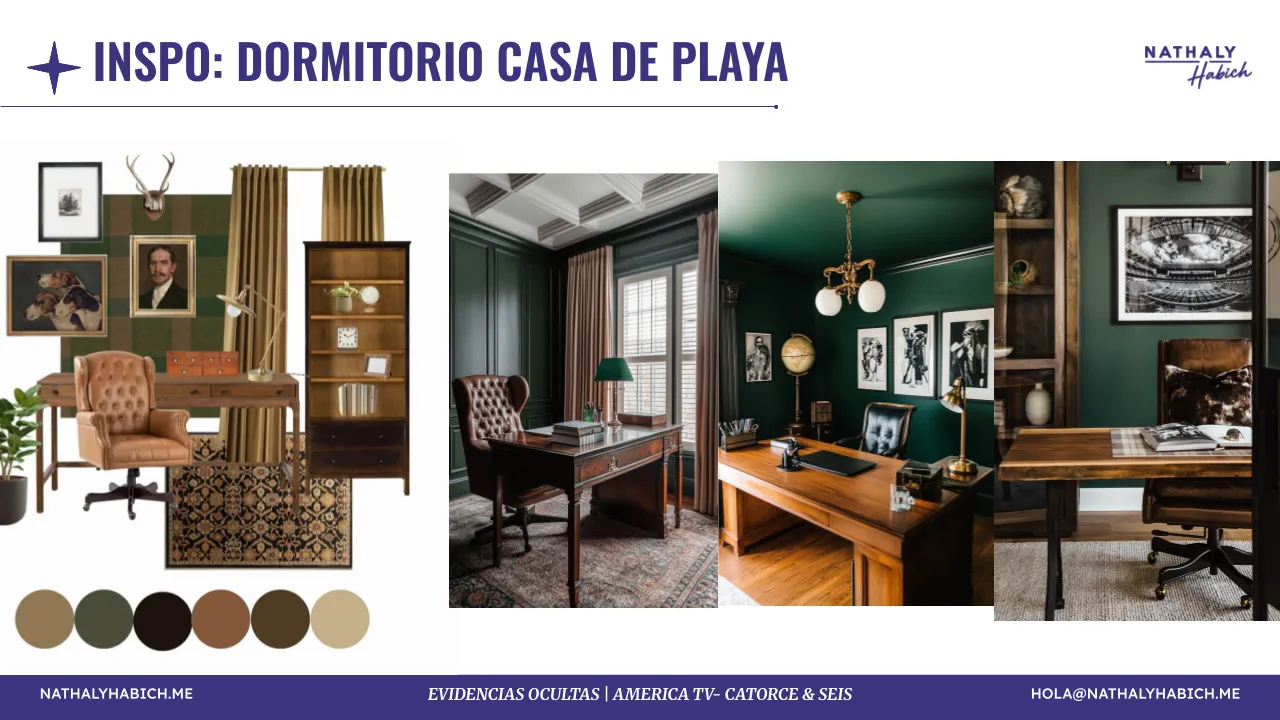 INSPO: DORMITORIO CASA DE PLAYA
NATHALY
Habich
NATHALYHABICH.ME
EVIDENCIAS OCULTAS | AMERICA TV- CATORCE & SEIS
HOLA@NATHALYHABICH.ME